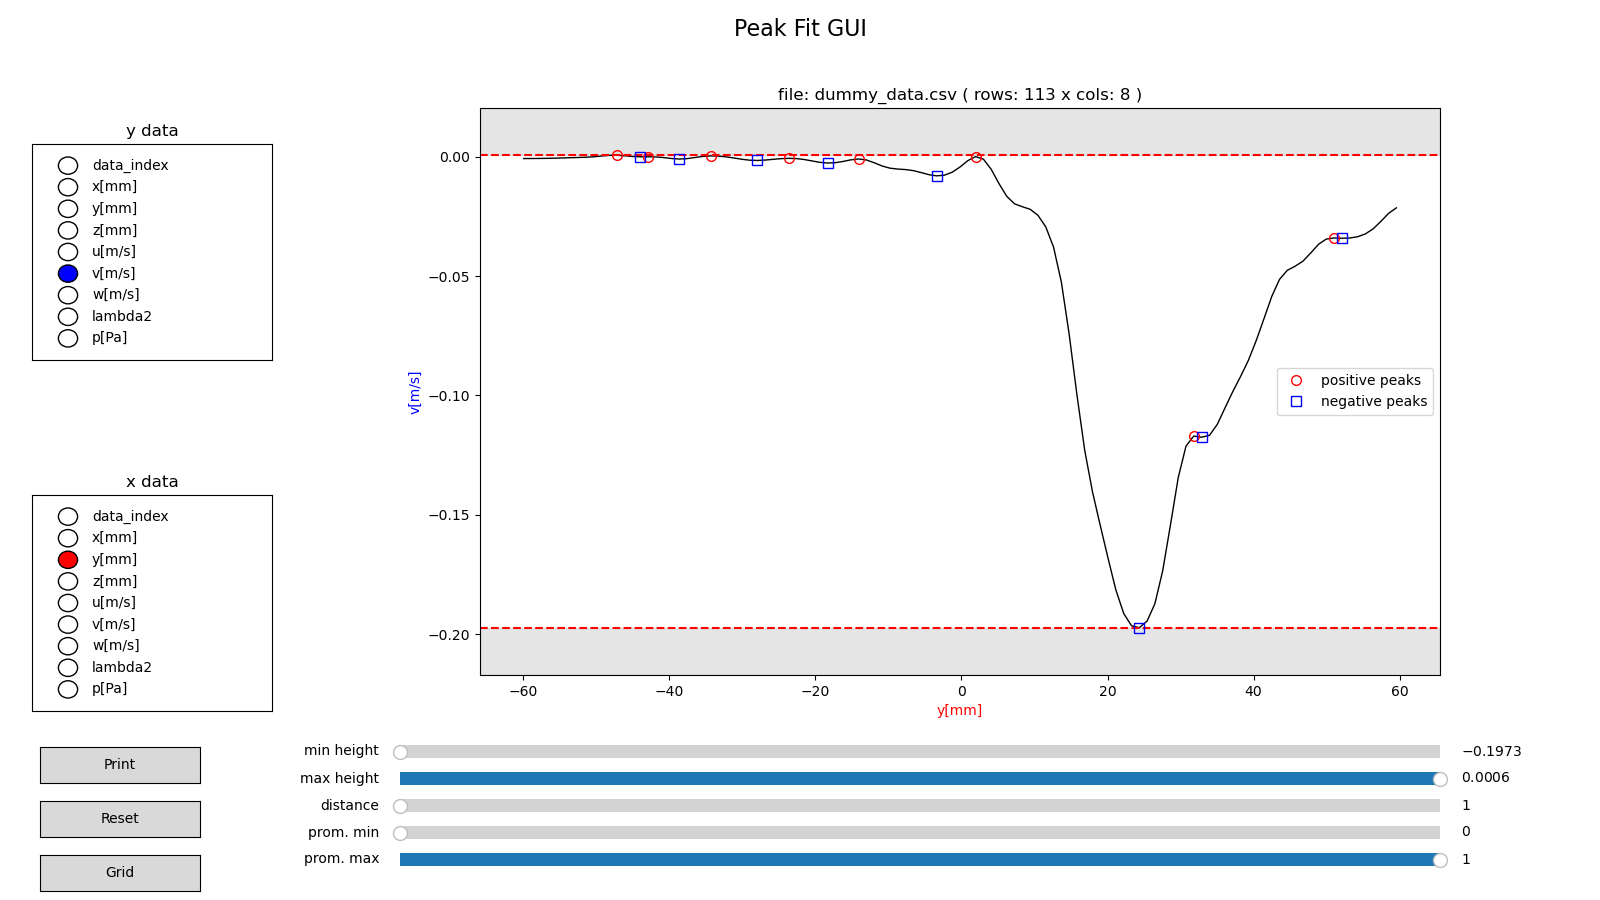 Peak Fit GUI
file: dummy_data.csv ( rows: 113 x cols: 8 )
y data
data_index
x[mm]
y[mm]
z[mm]
u[m/s]
v[m/s]
w[m/s]
lambda2
p[Pa]
x data
data_index
x[mm]
y[mm]
z[mm]
u[m/s]
v[m/s]
w[m/s]
lambda2
p[Pa]
v[m/s]
0.00
−0.05
−0.10
−0.15
−0.20
positive peaks
negative peaks
−60
−40
−20
0
20
40
60
y[mm]
Print
Reset
Grid
min height −0.1973
max height 0.0006
distance 1
prom. min 0
prom. max 1